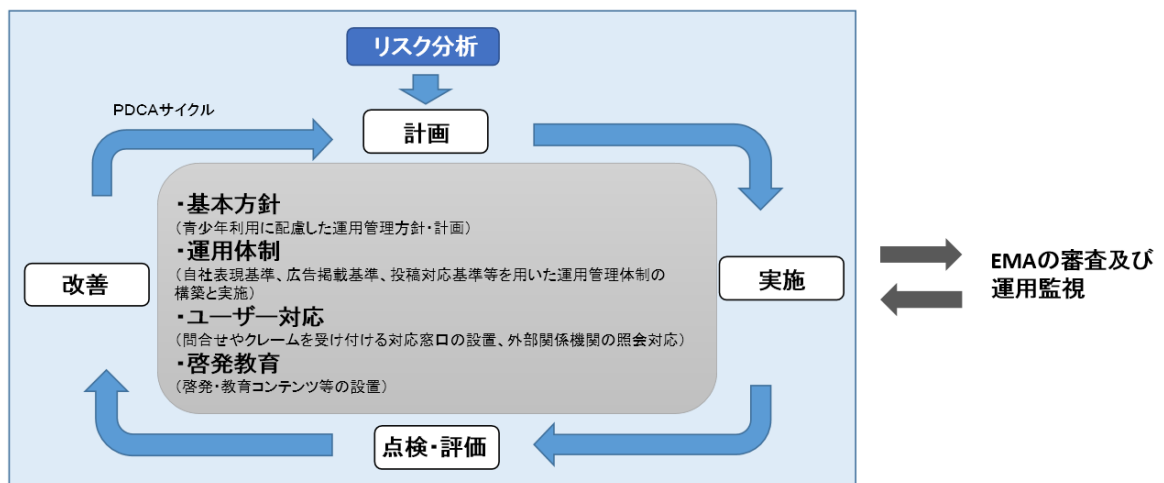 リスク分析
PDCAサイクル
計画
・基本方針
（青少年利用に配慮した運用管理方針・計画）
・運用体制
（自社表現基準、広告掲載基準、投稿対応基準等を用いた運用管理体制の
構築と実施）
・ユーザー対応
（問合せやクレームを受け付ける対応窓口の設置、外部関係機関の照会対応）
・啓発教育
（啓発・教育コンテンツ等の設置）
改善
実施
点検・評価
EMAの審査及び
運用監視